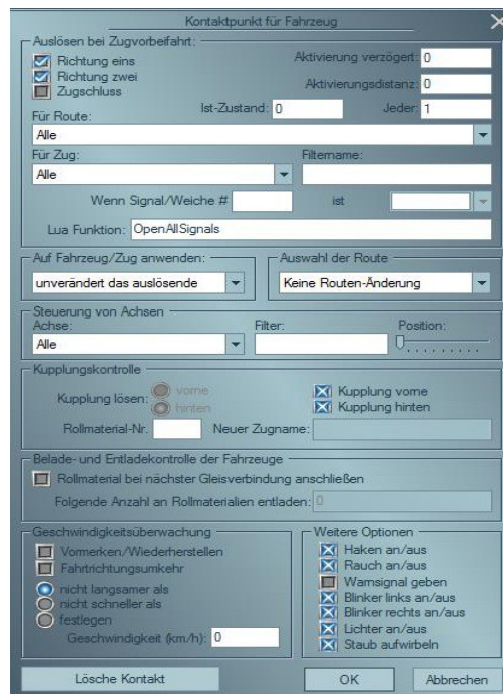 Kontaktpunkt für Fahrzeug
Auslösen bei Zugvorbeifahrt:
Richtung eins
Aktivierung verzögert: 0
Richtung zwei
Zugschluss
Aktivierungsdistanz: 0
Ist-Zustand: 0
Jeder: 1
Für Route:
Alle
Für Zug:
Filtername:
Alle
Wenn Signal/Weiche #
ist
Lua Funktion: OpenAllSignals
Auf Fahrzeug/Zug anwenden:
Auswahl der Route
unverändert das auslösende
Keine Routen-Änderung
Steuerung von Achsen
Achse:
Filter:
Position:
Alle
Kupplungskontrolle
Kupplung lösen:
vorne
hinten
Kupplung vorne
Kupplung hinten
Rollmaterial-Nr.
Neuer Zugname:
Belade- und Entladekontrolle der Fahrzeuge
Rollmaterial bei nächster Gleisverbindung anschließen
Folgende Anzahl an Rollmaterialien entladen: 0
Geschwindigkeitsüberwachung
Vormerken/Wiederherstellen
Fahrtrichtungsumkehr
nicht langsamer als
nicht schneller als
festlegen
Geschwindigkeit (km/h): 0
Weitere Optionen
Haken an/aus
Rauch an/aus
Warnsignal geben
Blinker links an/aus
Blinker rechts an/aus
Lichter an/aus
Staub aufwirbeln
Lösche Kontakt
OK
Abbrechen